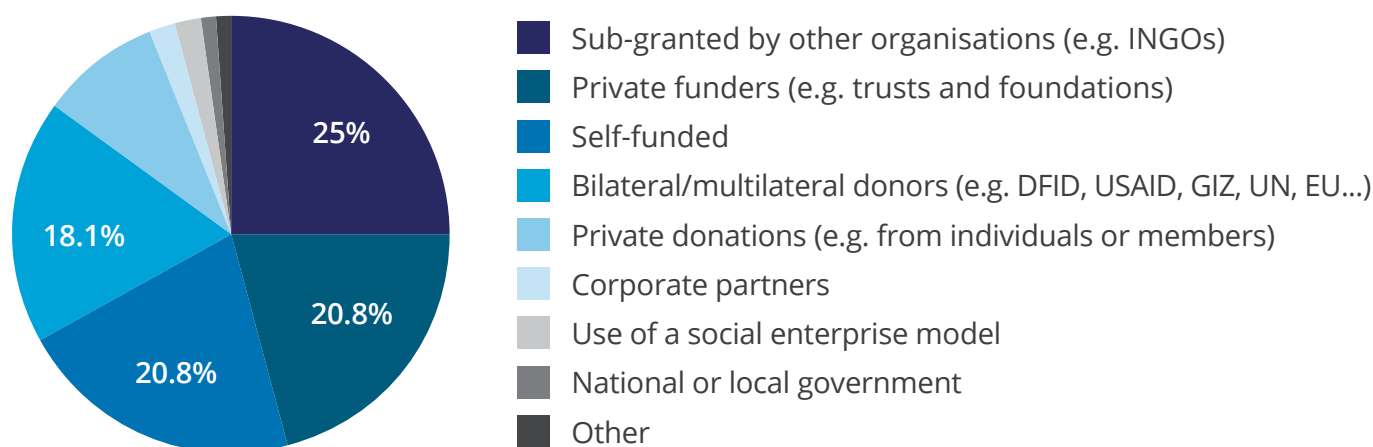 25%
20.8%
20.8%
18.1%
Sub-granted by other organisations (e.g. INGOs)
Private funders (e.g. trusts and foundations)
Self-funded
Bilateral/multilateral donors (e.g. DFID, USAID, GIZ, UN, EU...)
Private donations (e.g. from individuals or members)
Corporate partners
Use of a social enterprise model
National or local government
Other